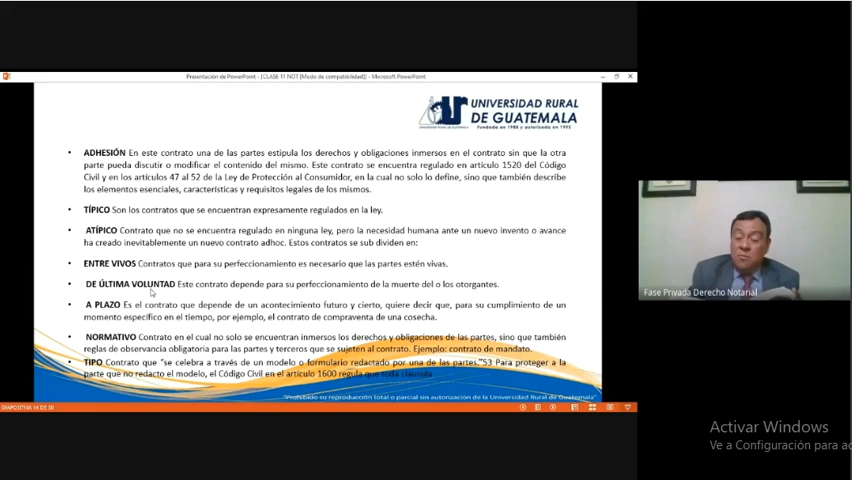 Presentación de PowerPoint - [CLASE 11 NOT [Modo de compatibilidad]] - Microsoft PowerPoint
UNIVERSIDAD RURAL
DE GUATEMALA
Fundada en 1988 y autorizada en 1995
• ADHESIÓN En este contrato una de las partes estipula los derechos y obligaciones inmersos en el contrato sin que la otra
parte pueda discutir o modificar el contenido del mismo. Este contrato se encuentra regulado en artículo 1520 del Código
Civil y en los artículos 47 al 52 de la Ley de Protección al Consumidor, en la cual no solo lo define, sino que también describe
los elementos esenciales, características y requisitos legales de los mismos.
• TÍPICO Son los contratos que se encuentran expresamente regulados en la ley.
• ATÍPICO Contrato que no se encuentra regulado en ninguna ley, pero la necesidad humana ante un nuevo invento o avance
ha creado inevitablemente un nuevo contrato adhoc. Estos contratos se sub dividen en:
• ENTRE VIVOS Contratos que para su perfeccionamiento es necesario que las partes estén vivas.
• DE ÚLTIMA VOLUNTAD Este contrato depende para su perfeccionamiento de la muerte del o los otorgantes.
• A PLAZO Es el contrato que depende de un acontecimiento futuro y cierto, quiere decir que, para su cumplimiento de un
momento específico en el tiempo, por ejemplo, el contrato de compraventa de una cosecha.
• NORMATIVO Contrato en el cual no solo se encuentran inmersos los derechos y obligaciones de las partes, sino que también
reglas de observancia obligatoria para las partes y terceros que se sujeten al contrato. Ejemplo: contrato de mandato.
• TIPO Contrato que "se celebra a través de un modelo o formulario redactado por una de las partes."53 Para proteger a la
parte que no redacto el modelo, el Código Civil en el artículo 1600 regula que toda cláusula
"Prohibido su reproducción total o parcial sin autorización de la Universidad Rural de Guatemala"
DIAPOSITIVA 14 DE 30
Fase Privada Derecho Notarial
Activar Windows
Ve a Configuración para ac